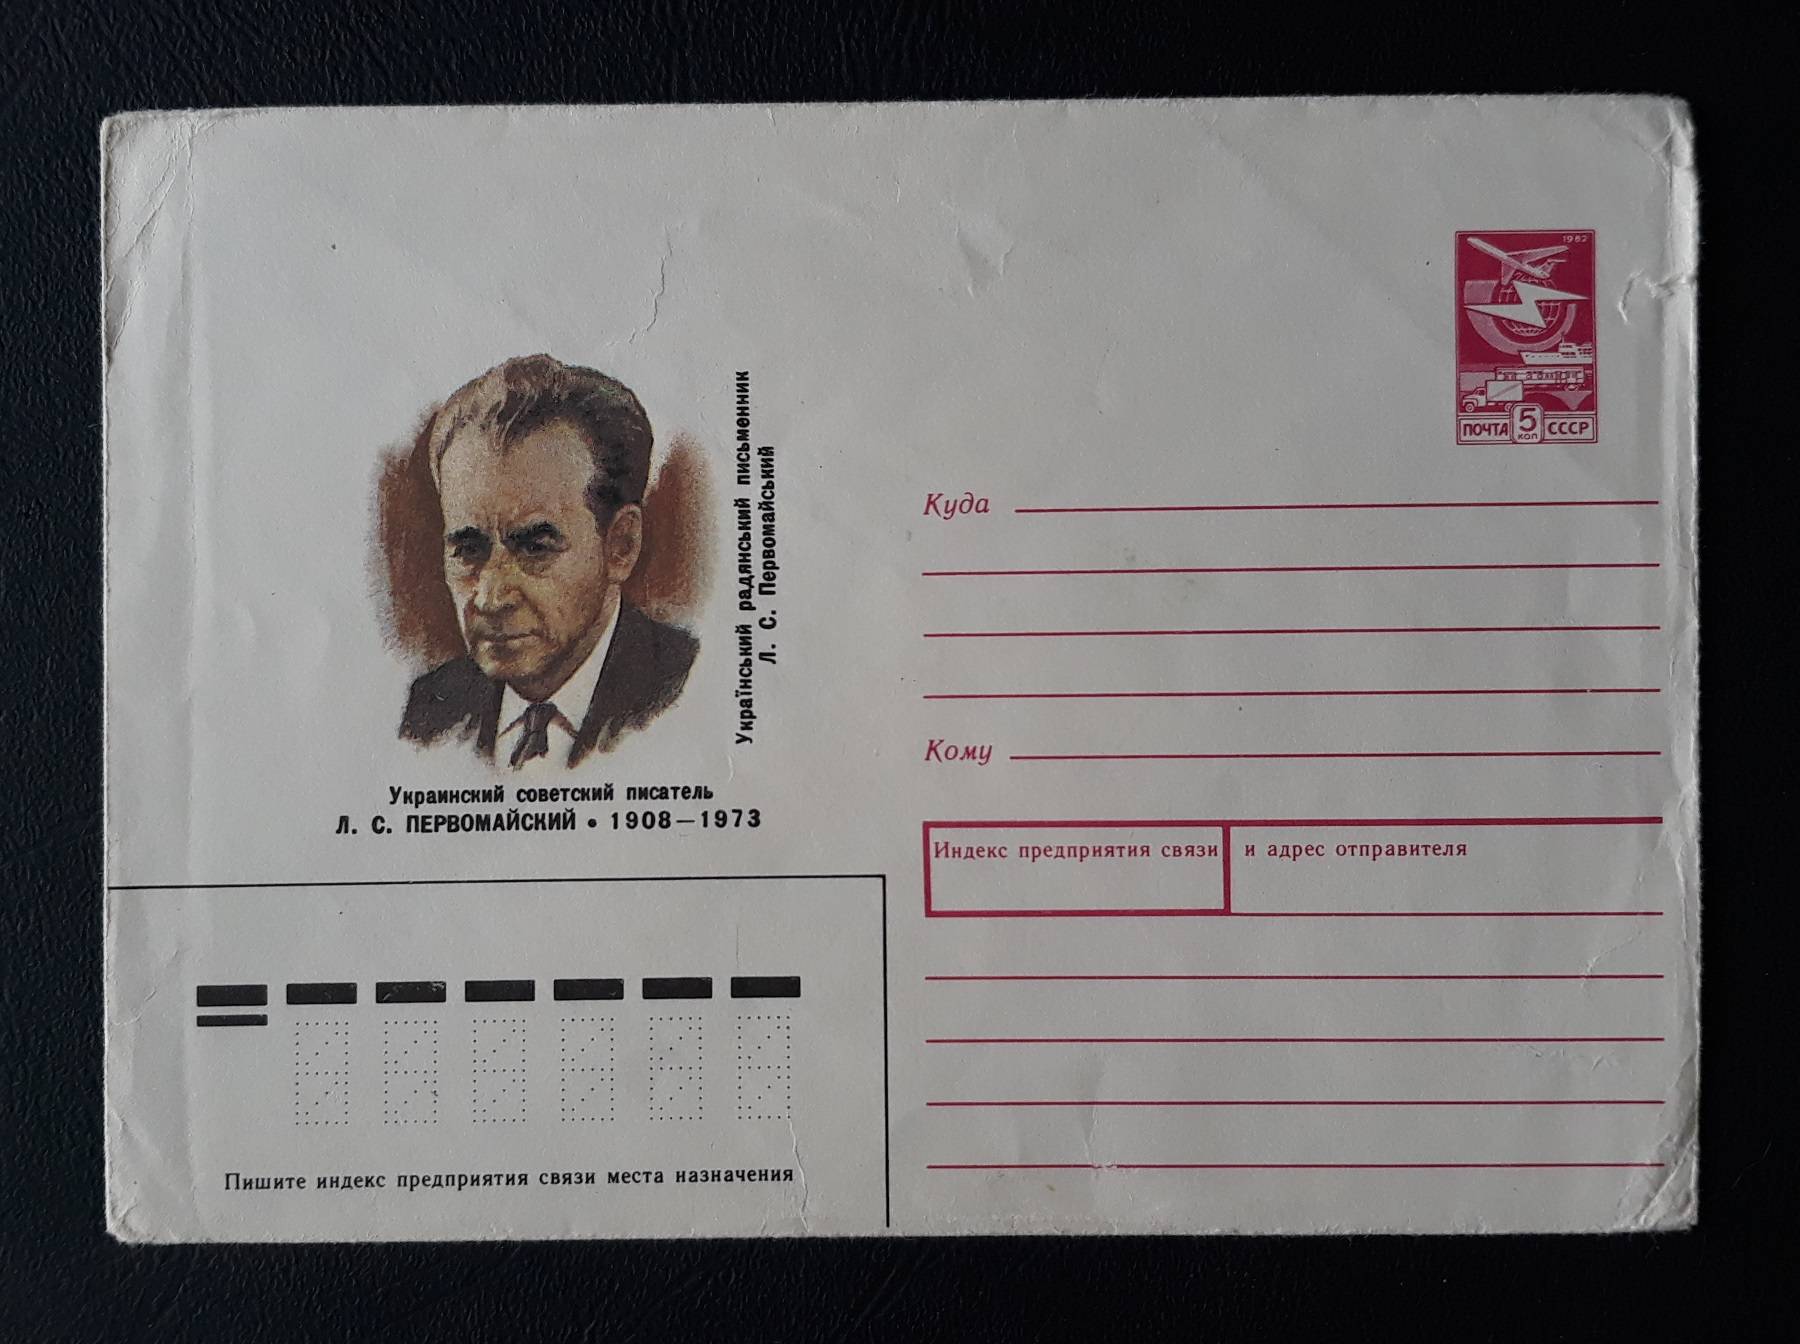 1982
ПОЧТА 5 коп СССР
Український радянський письменник
Л. С. Первомайський
Украинский советский писатель
Л. С. ПЕРВОМАЙСКИЙ • 1908—1973
Куда
Кому
Индекс предприятия связи и адрес отправителя
Пишите индекс предприятия связи места назначения